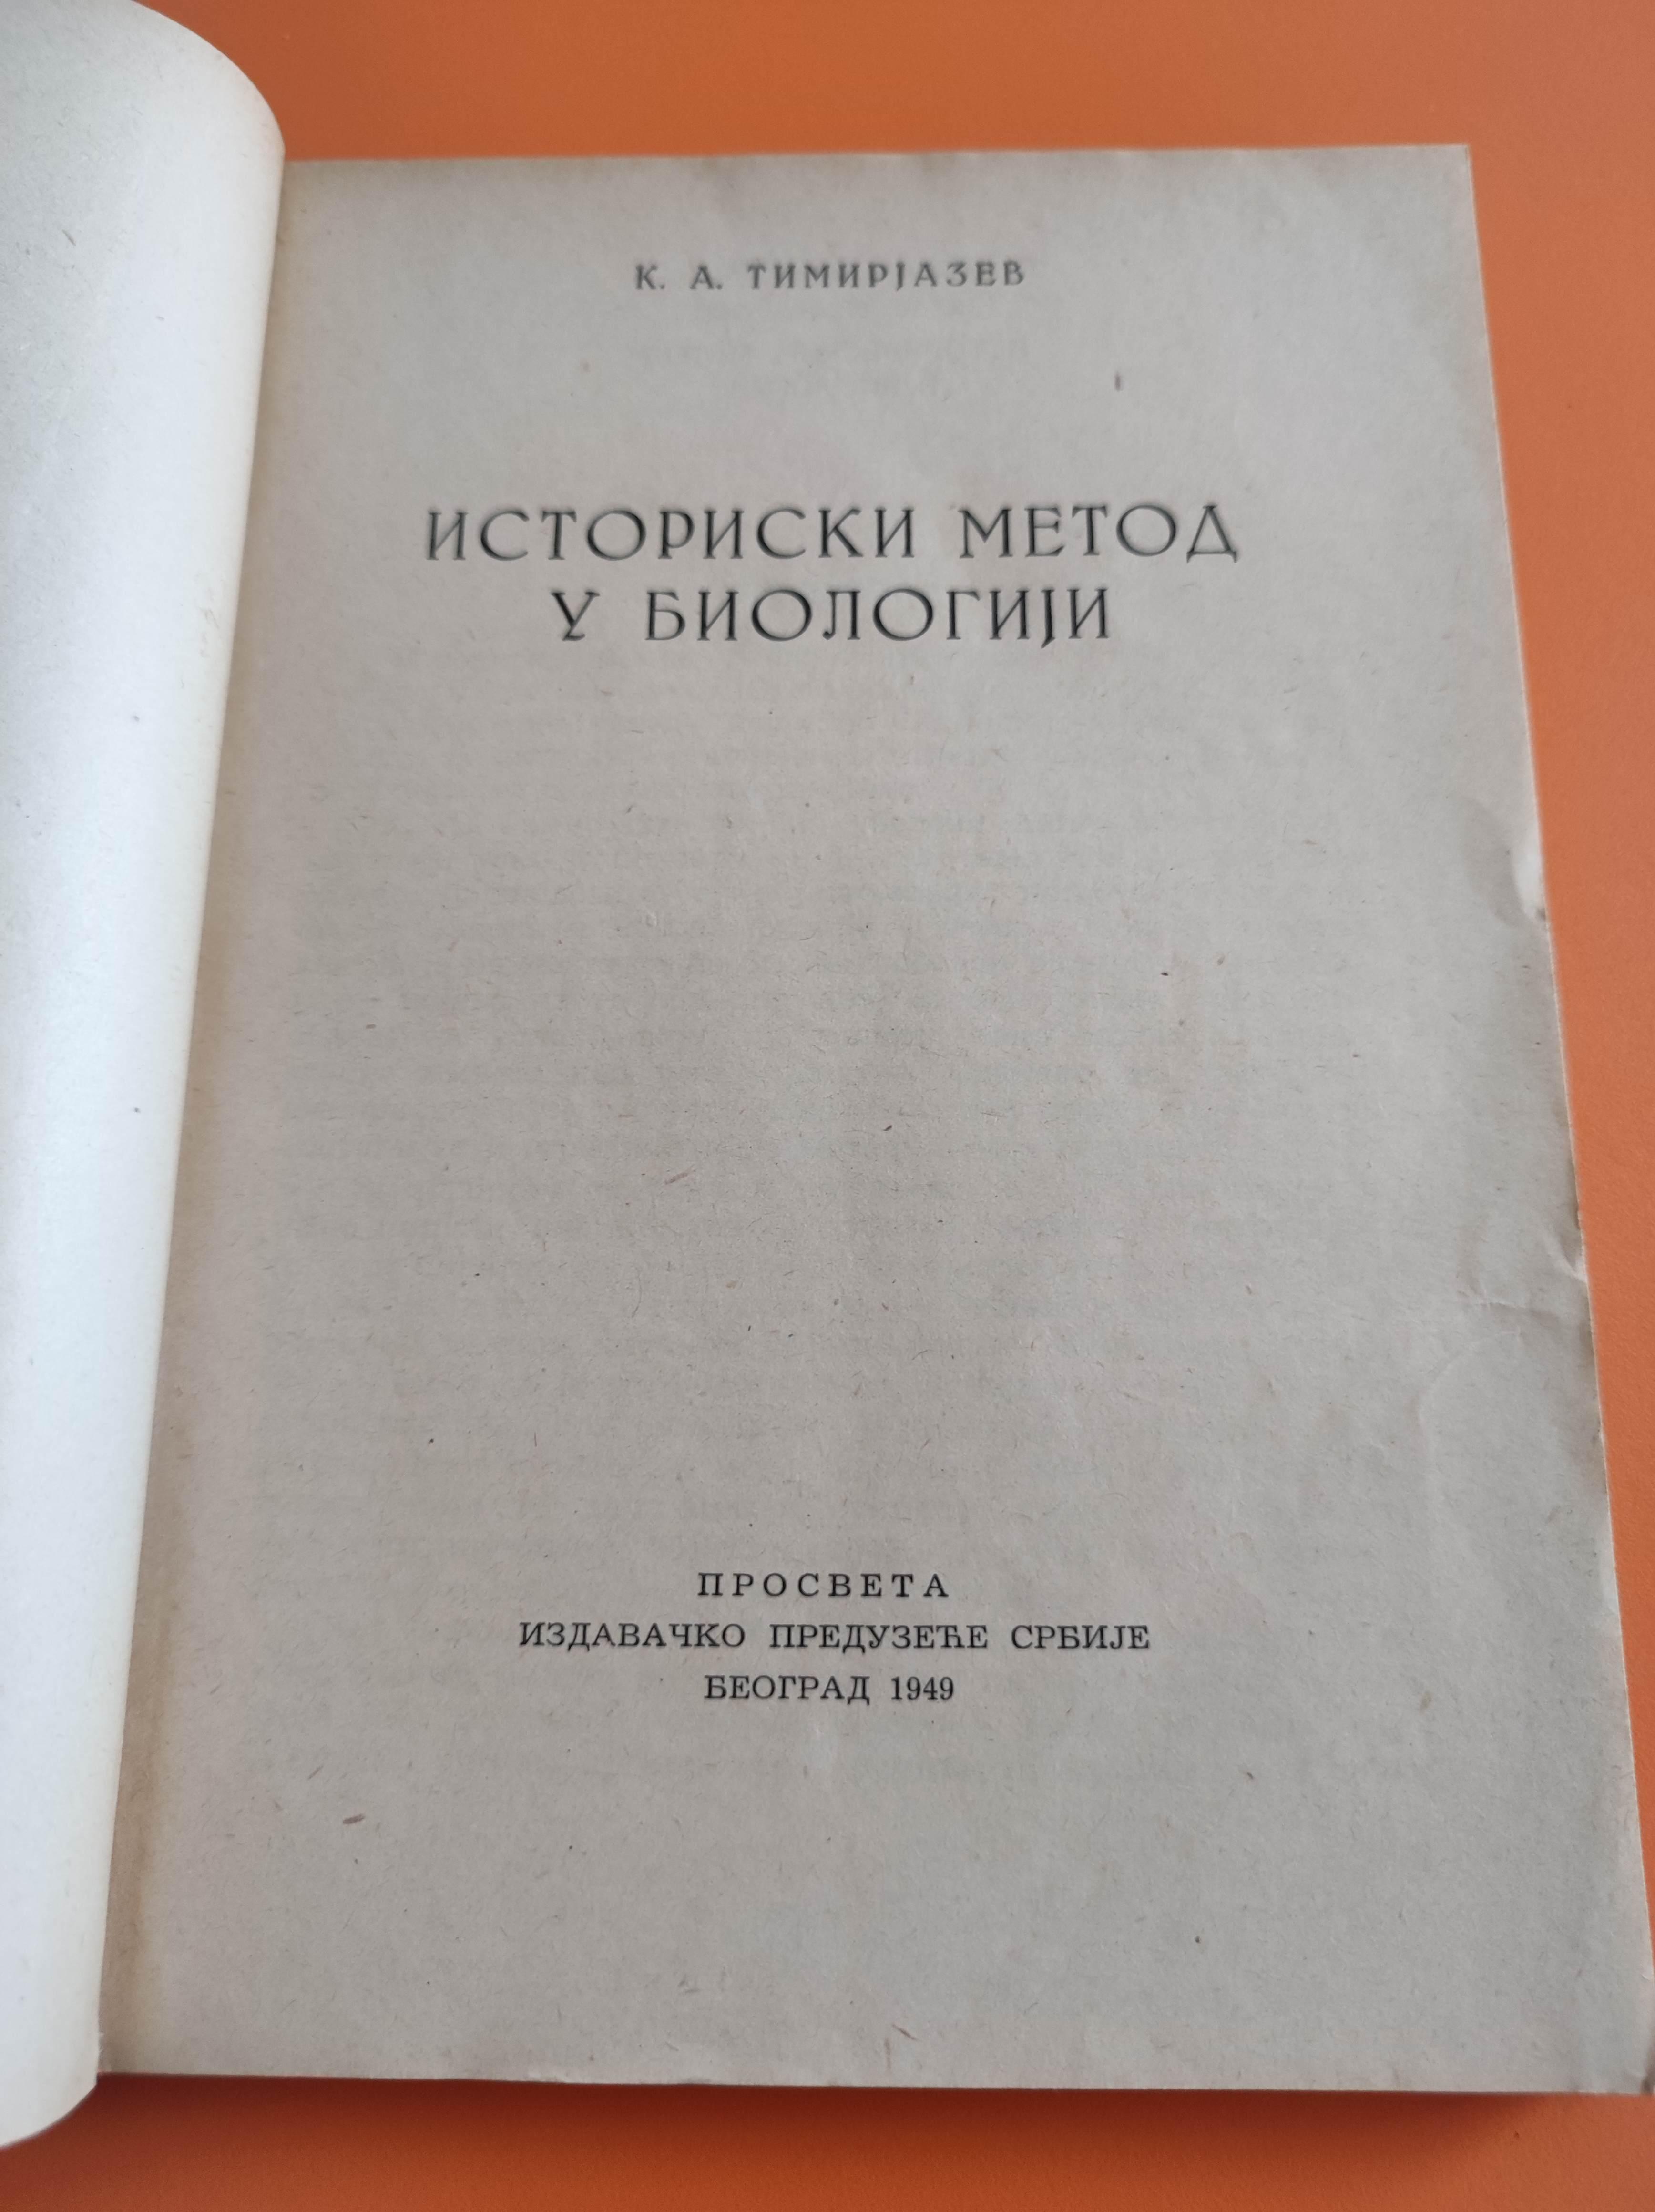 К. А. ТИМИРЈАЗЕВ
ИСТОРИСКИ МЕТОД
У БИОЛОГИЈИ
ПРОСВЕТА
ИЗДАВАЧКО ПРЕДУЗЕЋЕ СРБИЈЕ
БЕОГРАД 1949